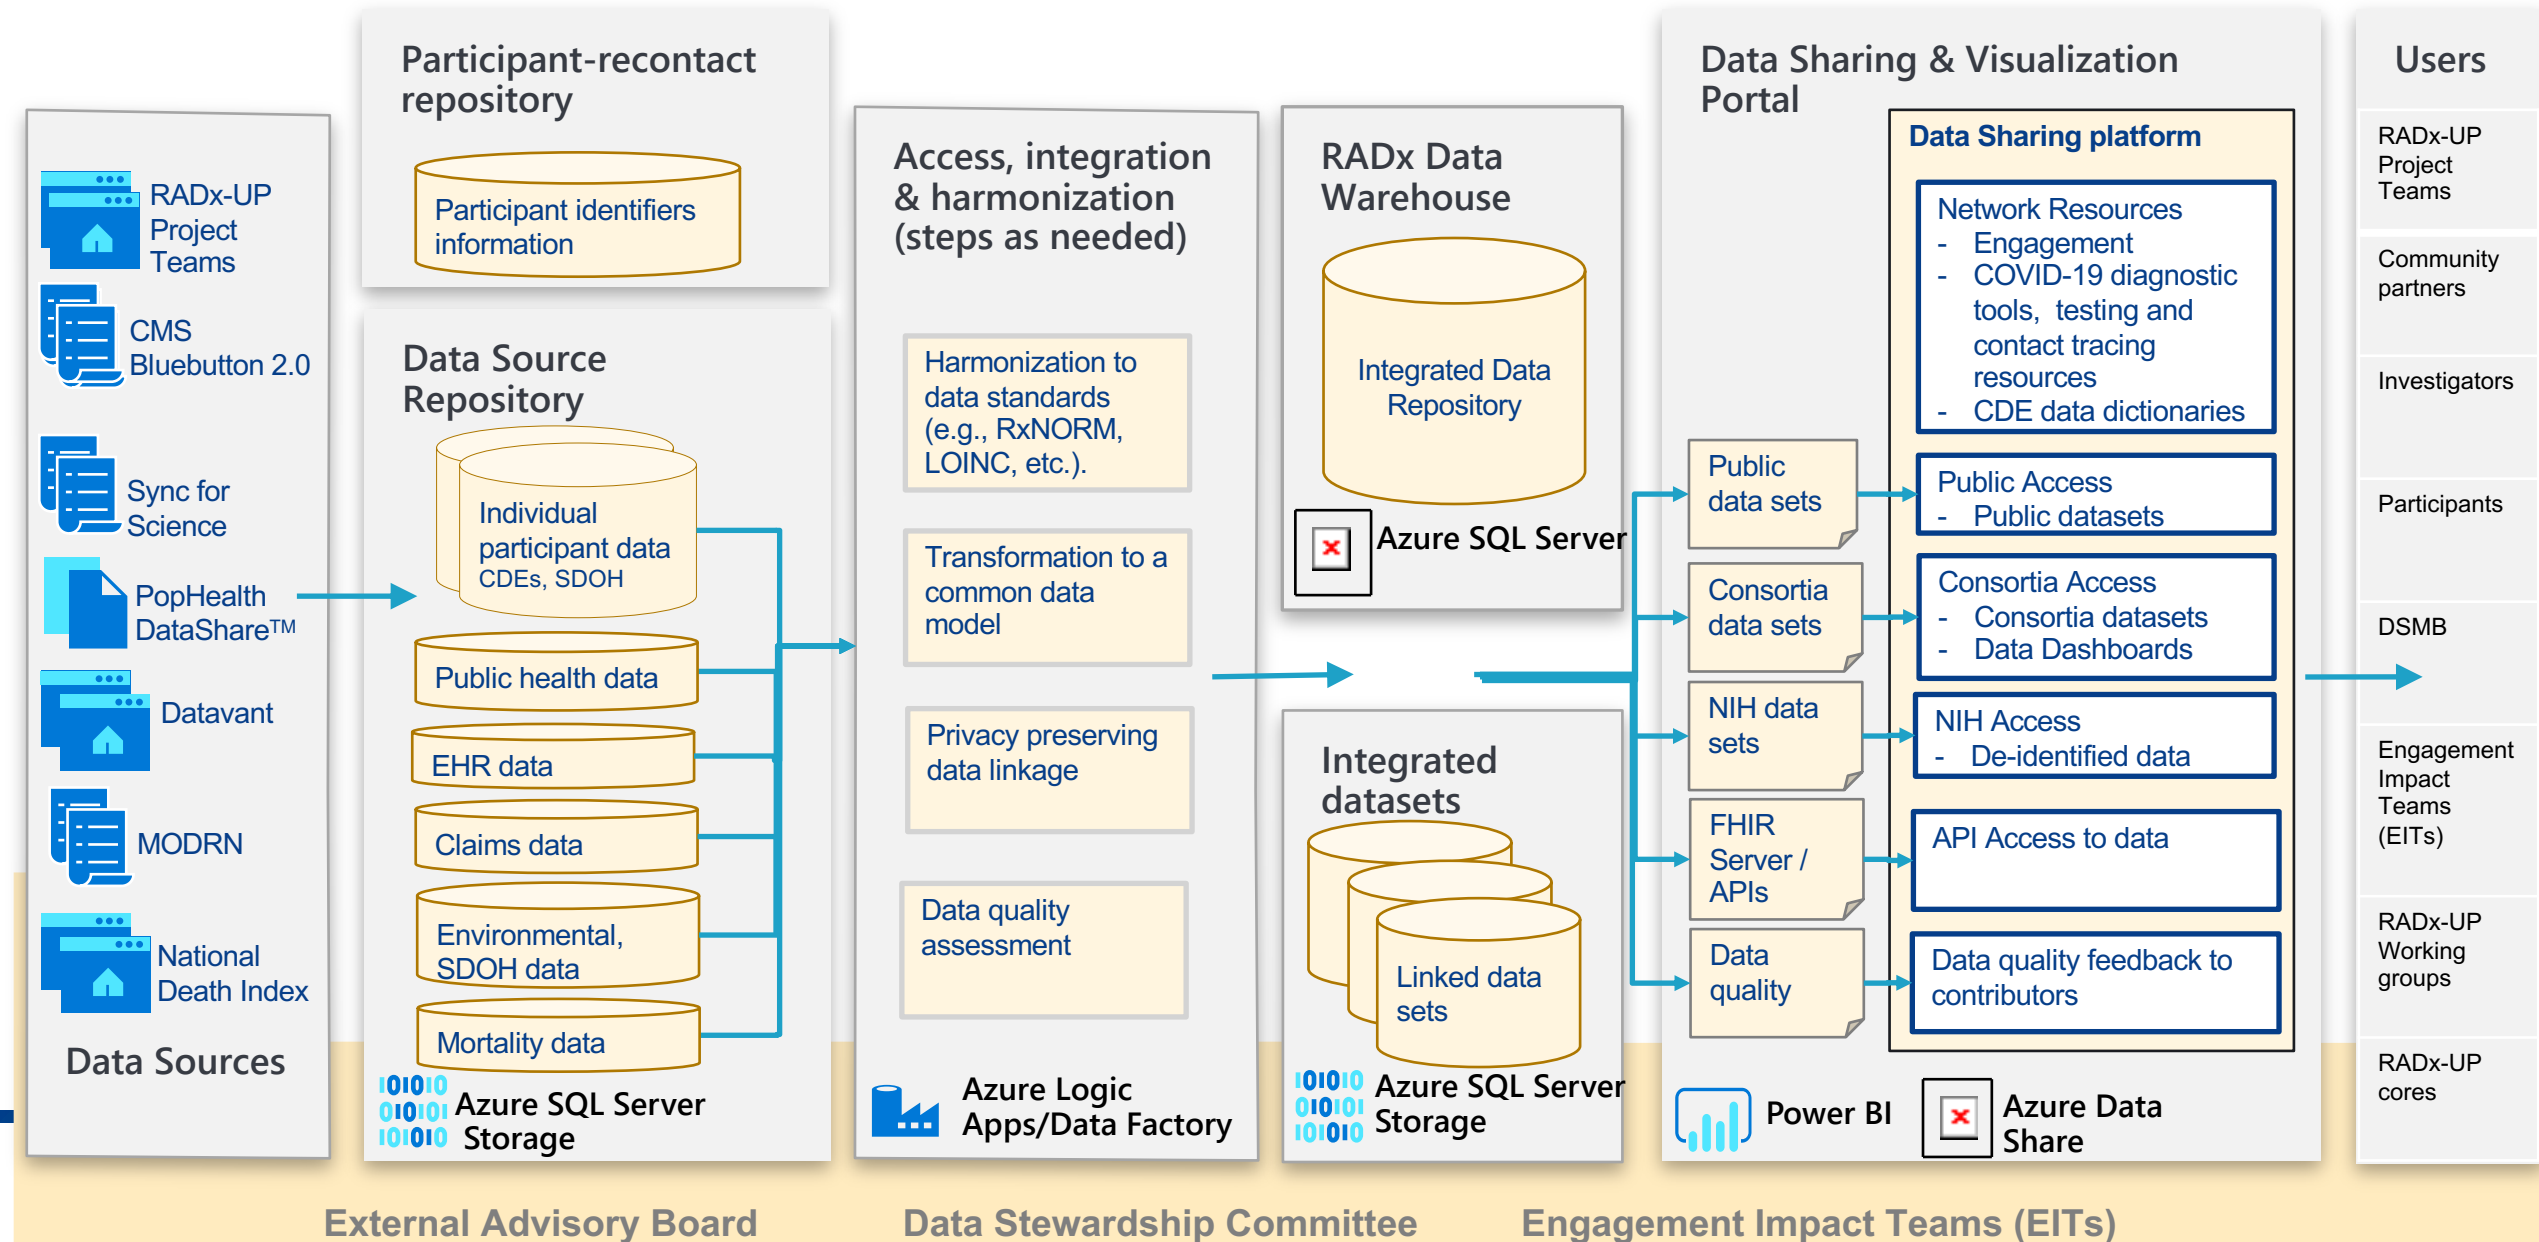 RADx-UP
Project
Teams
CMS
Bluebutton 2.0
Sync for
Science
PopHealth
DataShare™
Datavant
MODRN
National
Death Index
Data Sources
Participant-recontact
repository
Participant identifiers
information
Data Source
Repository
Individual
participant data
CDEs, SDOH
Public health data
EHR data
Claims data
Environmental,
SDOH data
Mortality data
Azure SQL Server
Storage
Access, integration
& harmonization
(steps as needed)
Harmonization to
data standards
(e.g., RxNORM,
LOINC, etc.).
Transformation to a
common data
model
Privacy preserving
data linkage
Data quality
assessment
Azure Logic
Apps/Data Factory
RADx Data
Warehouse
Integrated Data
Repository
Azure SQL Server
Integrated
datasets
Linked data
sets
Azure SQL Server
Storage
Data Sharing & Visualization
Portal
Public
data sets
Consortia
data sets
NIH data
sets
FHIR
Server /
APIs
Data
quality
Data Sharing platform
Network Resources
- Engagement
- COVID-19 diagnostic
tools, testing and
contact tracing
resources
- CDE data dictionaries
Public Access
- Public datasets
Consortia Access
- Consortia datasets
- Data Dashboards
NIH Access
- De-identified data
API Access to data
Data quality feedback to
contributors
Power BI
Azure Data
Share
Users
RADx-UP
Project
Teams
Community
partners
Investigators
Participants
DSMB
Engagement
Impact
Teams
(EITs)
RADx-UP
Working
groups
RADx-UP
cores
External Advisory Board
Data Stewardship Committee
Engagement Impact Teams (EITs)